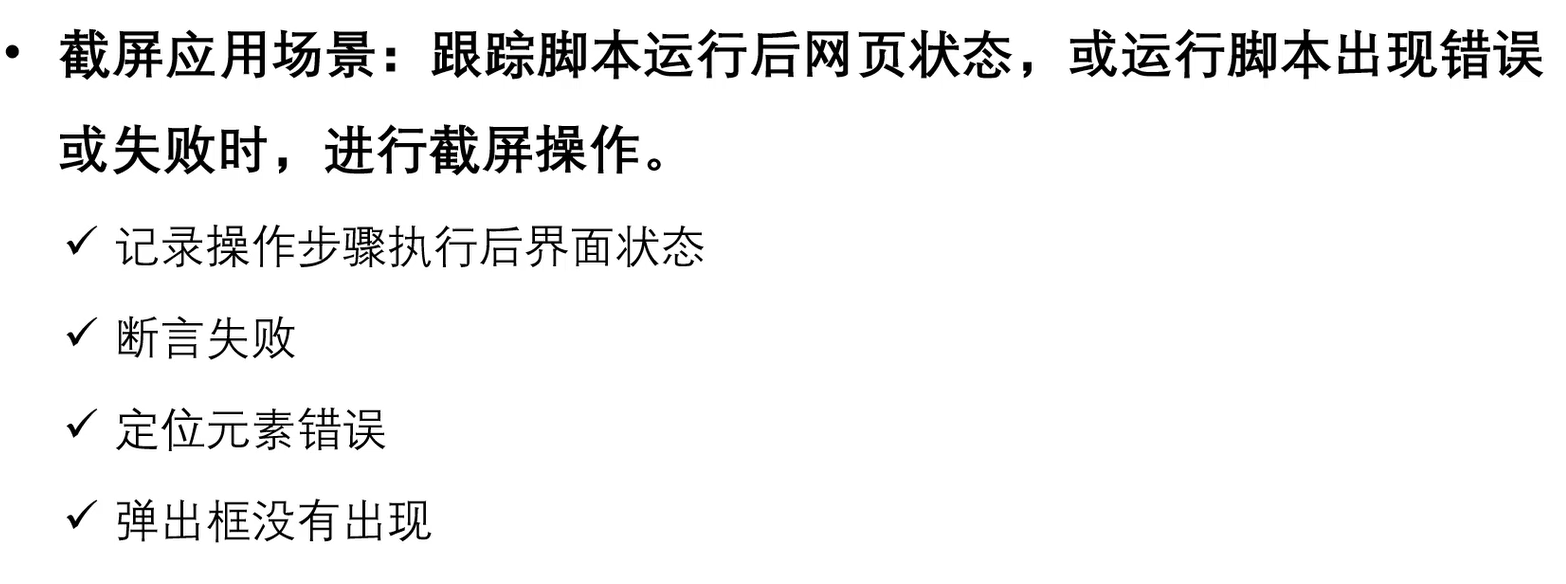 • 截屏应用场景：跟踪脚本运行后网页状态，或运行脚本出现错误
或失败时，进行截屏操作。
✓ 记录操作步骤执行后界面状态
✓ 断言失败
✓ 定位元素错误
✓ 弹出框没有出现